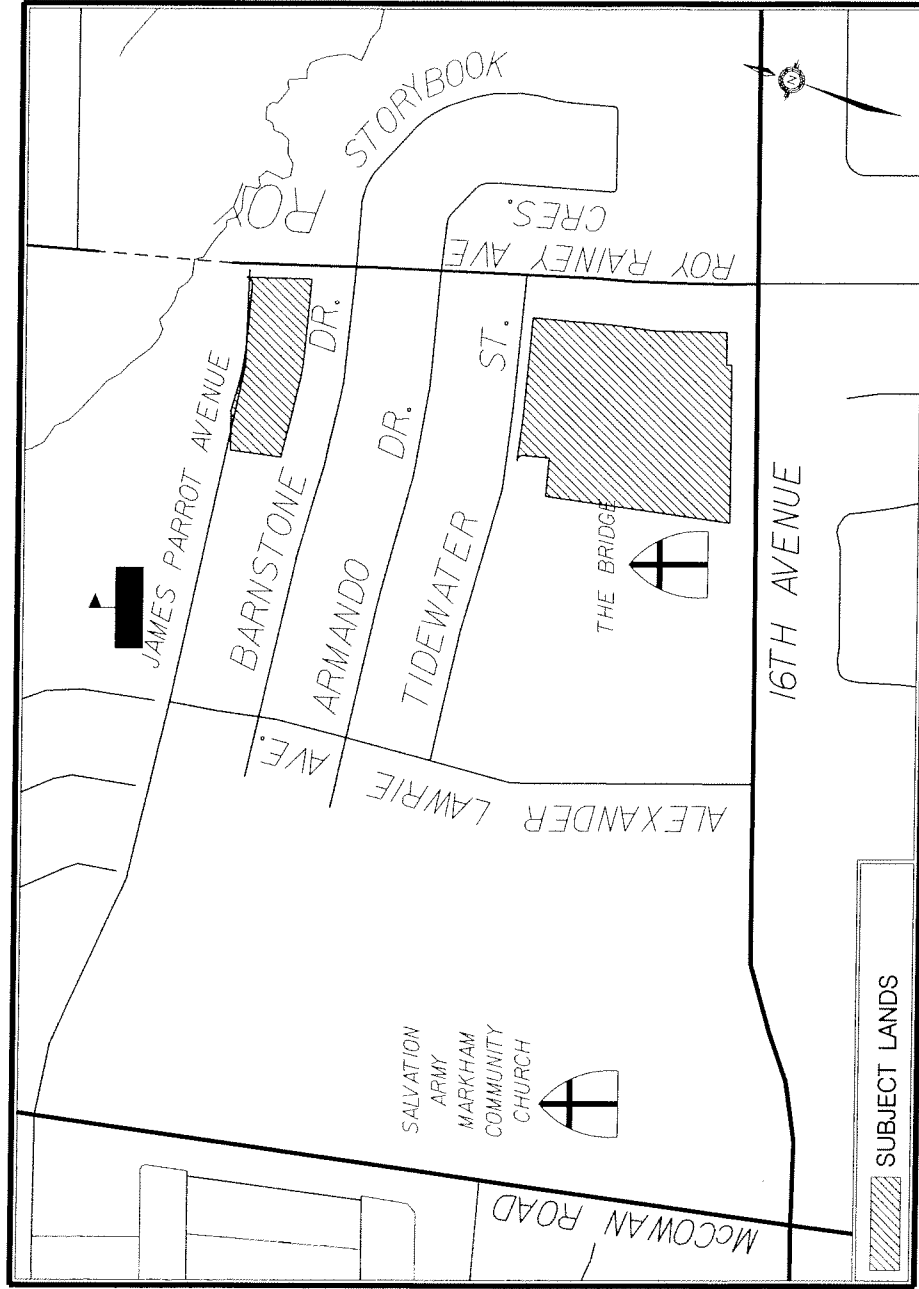 STORYBOOK
CRES.
ROY
ROY RAINEY AVE
JAMES PARROT AVENUE
BARNSTONE DR.
ARMANDO DR.
TIDEWATER ST.
THE BRIDGE
16TH AVENUE
ALEXANDER LAWRIE AVE.
SALVATION
ARMY
MARKHAM
COMMUNITY
CHURCH
McCOWAN ROAD
SUBJECT LANDS
N